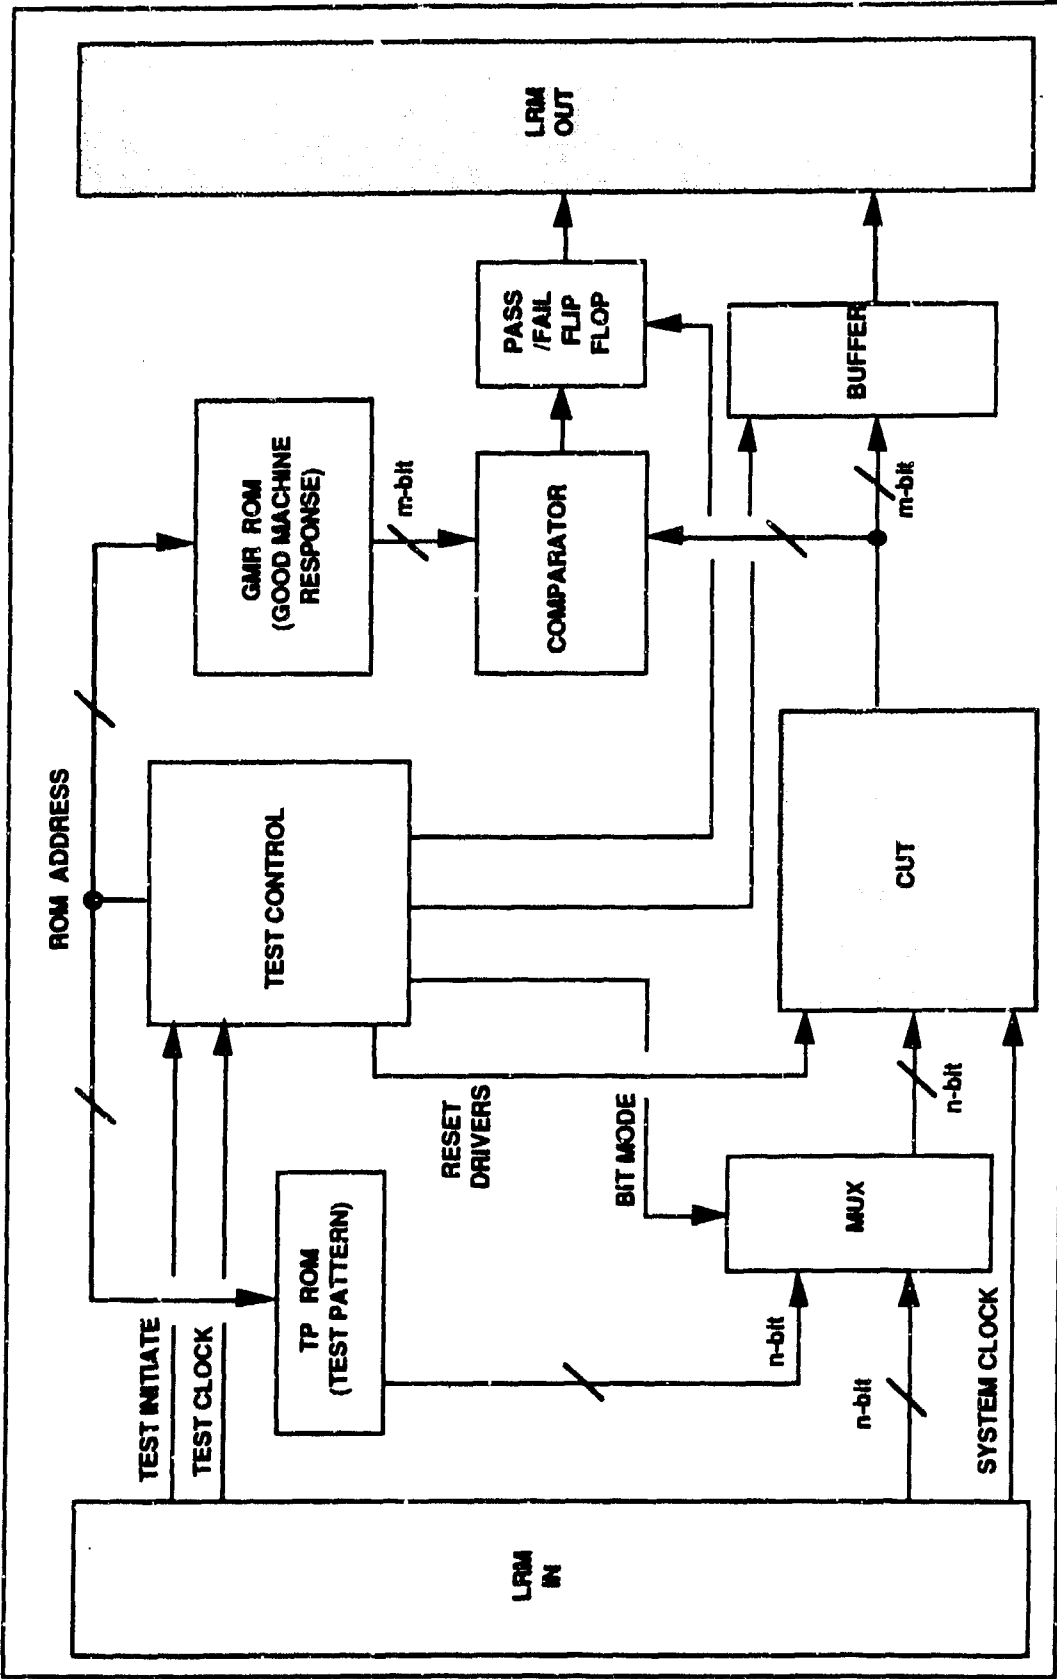 ROM ADDRESS
TEST INITIATE
TEST CLOCK
TEST CONTROL
GMR ROM
(GOOD MACHINE
RESPONSE)
TP ROM
(TEST PATTERN)
m-bit
LRM
IN
RESET
DRIVERS
COMPARATOR
PASS
/FAIL
FLIP
FLOP
LRM
OUT
BIT MODE
n-bit
n-bit
MUX
n-bit
CUT
m-bit
BUFFER
SYSTEM CLOCK